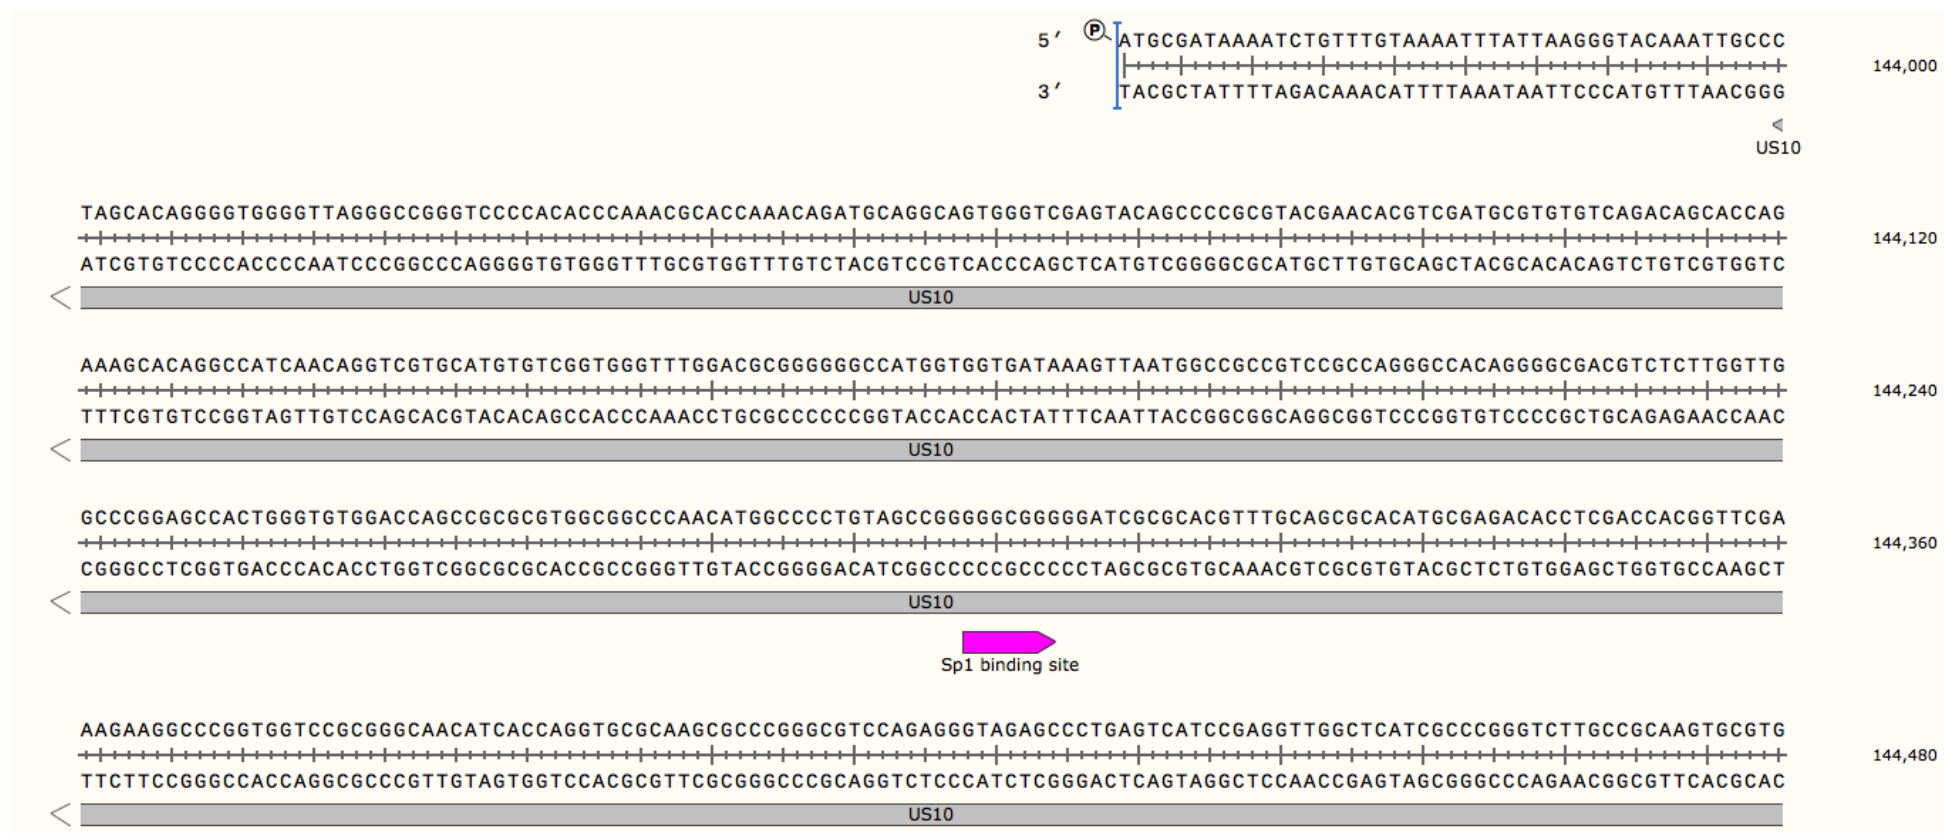 5′ P ATGCGATAAAATCTGTTTGTAAAATTTATTAAGGGTACAAATTGCCC
144,000
3′ TACGCTATTTTAGACAAACATTTTAAATAATTCCCATGTTTAACGGG
US10
TAGCACAGGGGTGGGGTTAGGGCCGGGTCCCCACACCCAAACGCACCAAACAGATGCAGGCAGTGGGTCGAGTACAGCCCCGCGTACGAACACGTCGATGCGTGTGTCAGACAGCACCAG
144,120
ATCGTGTCCCCACCCCAATCCCGGCCCAGGGGTGTGGGTTTGCGTGGTTTGTCTACGTCCGTCACCCAGCTCATGTCGGGGCGCATGCTTGTGCAGCTACGCACACAGTCTGTCGTGGTC
US10
AAAGCACAGGCCATCAACAGGTCGTGCATGTGTCGGTGGGTTTGGACGCGGGGGGCCATGGTGGTGATAAAGTTAATGGCCGCCGTCCGCCAGGGCCACAGGGGCGACGTCTCTTGGTTG
144,240
TTTCGTGTCCGGTAGTTGTCCAGCACGTACACAGCCACCCAAACCTGCGCCCCCCGGTACCACCACTATTTCAATTACCGGCGGCAGGCGGTCCCGGTGTCCCCGCTGCAGAGAACCAAC
US10
GCCCGGAGCCACTGGGTGTGGACCAGCCGCGCGTGGCGGCCCAACATGGCCCCTGTAGCCGGGGGCGGGGGATCGCGCACGTTTGCAGCGCACATGCGAGACACCTCGACCACGGTTCGA
144,360
CGGGCCTCGGTGACCCACACCTGGTCGGCGCGCACCGCCGGGTTGTACCGGGGACATCGGCCCCCGCCCCCTAGCGCGTGCAAACGTCGCGTGTACGCTCTGTGGAGCTGGTGCCAAGCT
US10
Sp1 binding site
AAGAAGGCCCGGTGGTCCGCGGGCAACATCACCAGGTGCGCAAGCGCCCGGGCGTCCAGAGGGTAGAGCCCTGAGTCATCCGAGGTTGGCTCATCGCCCGGGTCTTGCCGCAAGTGCGTG
144,480
TTCTTCCGGGCCACCAGGCGCCCGTTGTAGTGGTCCACGCGTTCGCGGGCCCGCAGGTCTCCCATCTCGGGACTCAGTAGGCTCCAACCGAGTAGCGGGCCCAGAACGGCGTTCACGCAC
US10